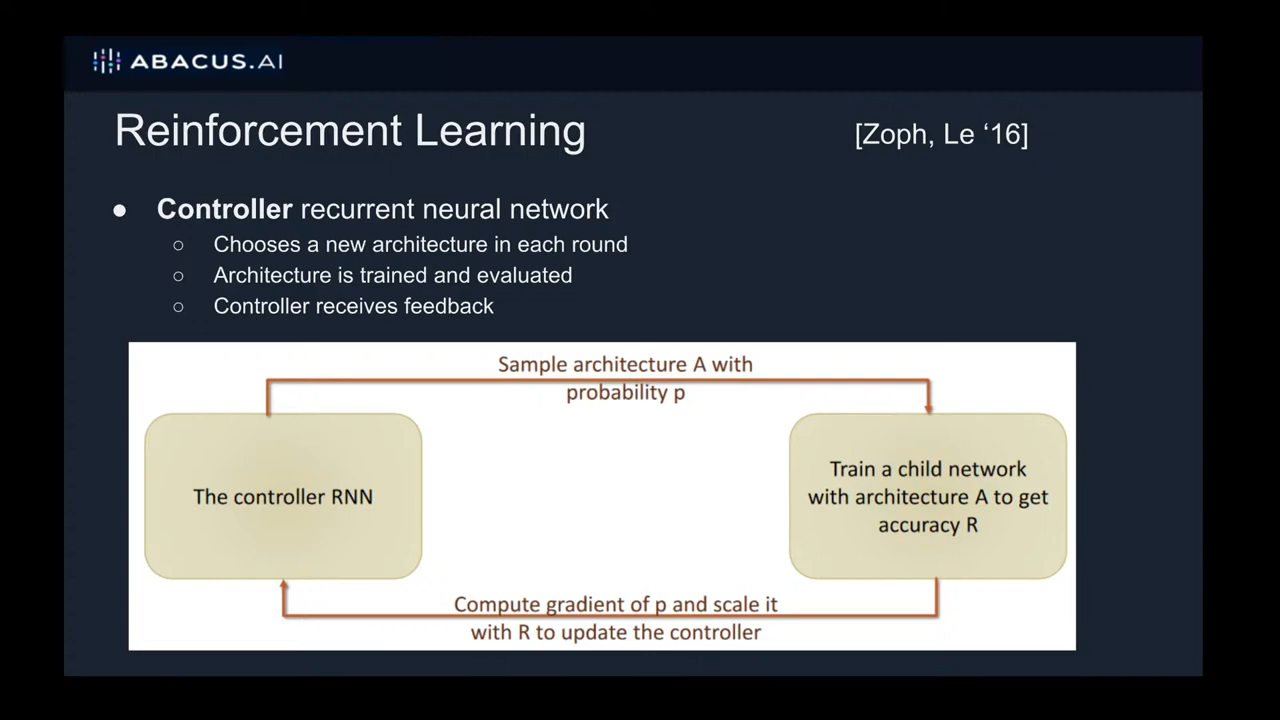 ABACUS.AI
Reinforcement Learning
[Zoph, Le ‘16]
● Controller recurrent neural network
○ Chooses a new architecture in each round
○ Architecture is trained and evaluated
○ Controller receives feedback
Sample architecture A with
probability p
The controller RNN
Train a child network
with architecture A to get
accuracy R
Compute gradient of p and scale it
with R to update the controller